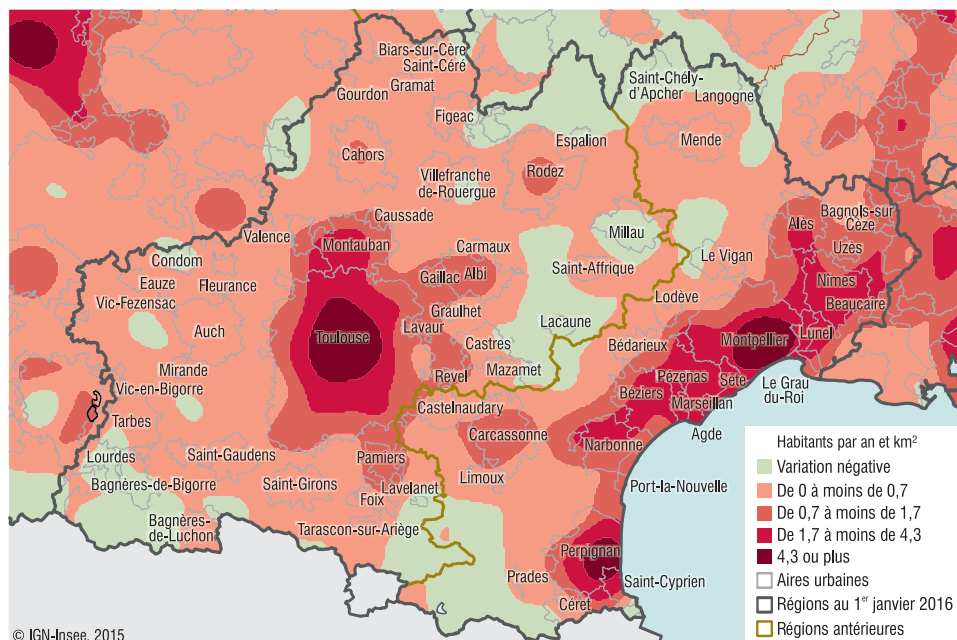 Biars-sur-Cère
Saint-Céré
Gramat
Gourdon
Figeac
Saint-Chély-
d'Apcher
Langogne
Espalion
Mende
Cahors
Rodez
Villefranche
de-Rouergue
Caussade
Valence
Montauban
Millau
Alès
Bagnols-sur
Cèze
Uzès
Carmaux
Le Vigan
Condom
Eauze
Fleurance
Gaillac
Albi
Saint-Affrique
Nîmes
Vic-Fezensac
Beaucaire
Lodève
Graulhet
Auch
Toulouse
Lavaur
Lacaune
Castres
Bédarieux
Montpellier
Lunel
Mirande
Mazamet
Revel
Pézenas
Sète
Le Grau
du-Roi
Vic-en-Bigorre
Béziers
Marseillan
Tarbes
Castelnaudary
Agde
Carcassonne
Narbonne
Lourdes
Saint-Gaudens
Pamiers
Bagnères-de-Bigorre
Saint-Girons
Limoux
Foix
Lavelanet
Port-la-Nouvelle
Bagnères-
de-Luchon
Tarascon-sur-Ariège
Perpignan
Prades
Saint-Cyprien
Céret
Habitants par an et km²
Variation négative
De 0 à moins de 0,7
De 0,7 à moins de 1,7
De 1,7 à moins de 4,3
4,3 ou plus
Aires urbaines
Régions au 1er janvier 2016
Régions antérieures
© IGN-Insee, 2015